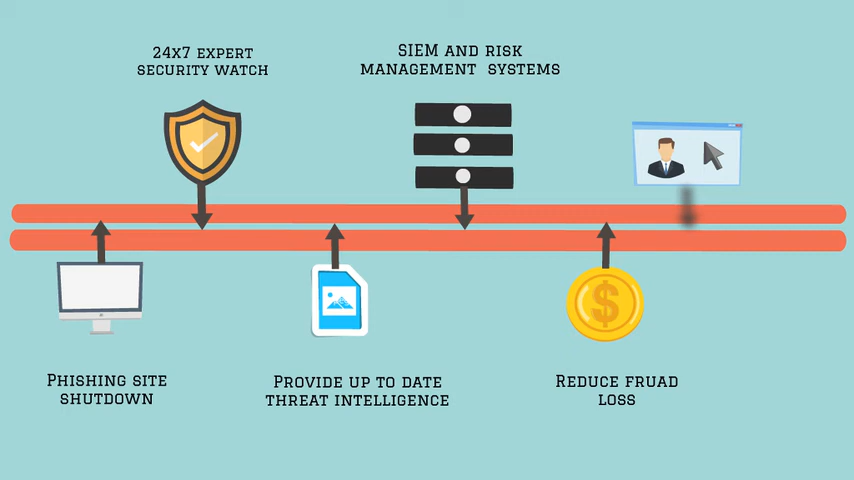 24x7 expert
security watch
SIEM and risk
management  systems
Phishing site
shutdown
Provide up to date
threat intelligence
Reduce fruad
loss